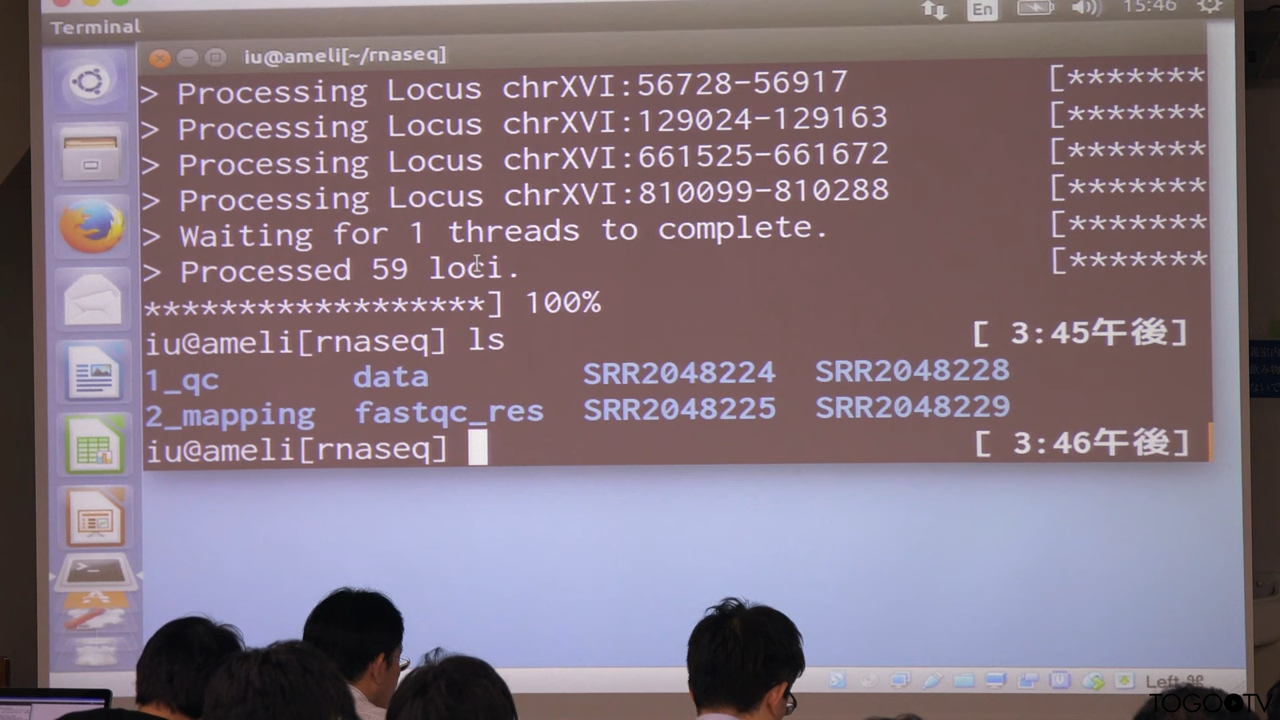 15:46
En
Terminal
iu@ameli[~/rnaseq]
> Processing Locus chrXVI:56728-56917 [*******
> Processing Locus chrXVI:129024-129163 [*******
> Processing Locus chrXVI:661525-661672 [*******
> Processing Locus chrXVI:810099-810288 [*******
> Waiting for 1 threads to complete. [*******
> Processed 59 loci. [*******
******************] 100%
iu@ameli[rnaseq] ls [ 3:45午後]
1_qc data SRR2048224 SRR2048228
2_mapping fastqc_res SRR2048225 SRR2048229
iu@ameli[rnaseq] [ 3:46午後]
Left ⌘
TOGOTV